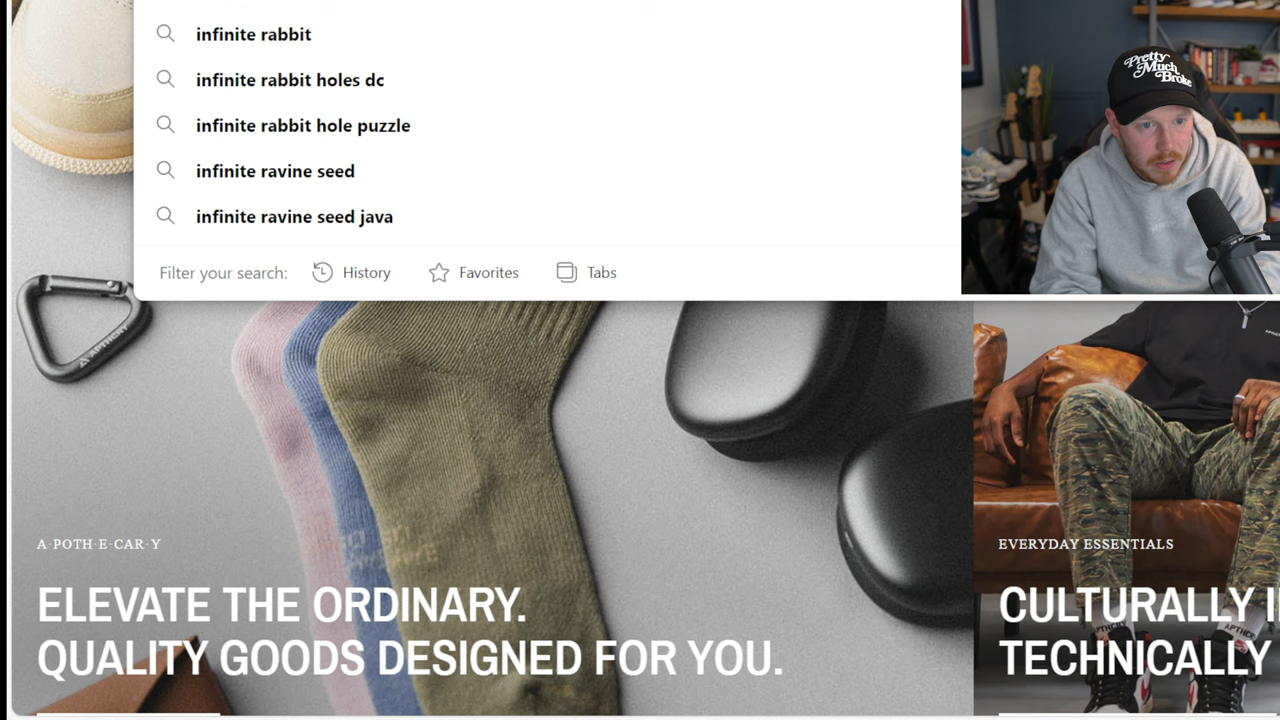 infinite rabbit
infinite rabbit holes dc
infinite rabbit hole puzzle
infinite ravine seed
infinite ravine seed java
Filter your search: History Favorites Tabs
Pretty
Much
Broke
APTHCRY
A·POTH·E·CAR·Y
ELEVATE THE ORDINARY.
QUALITY GOODS DESIGNED FOR YOU.
EVERYDAY ESSENTIALS
CULTURALLY
TECHNICALLY